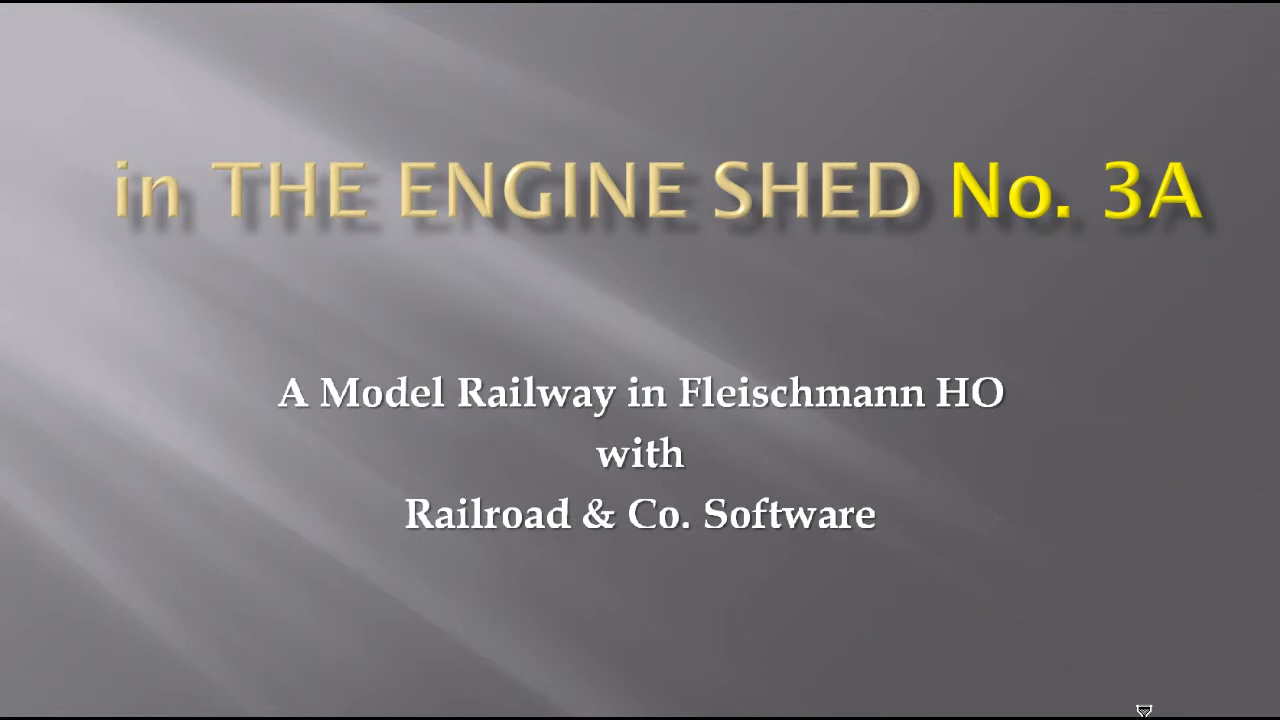 in THE ENGINE SHED No. 3A
A Model Railway in Fleischmann HO
with
Railroad & Co. Software